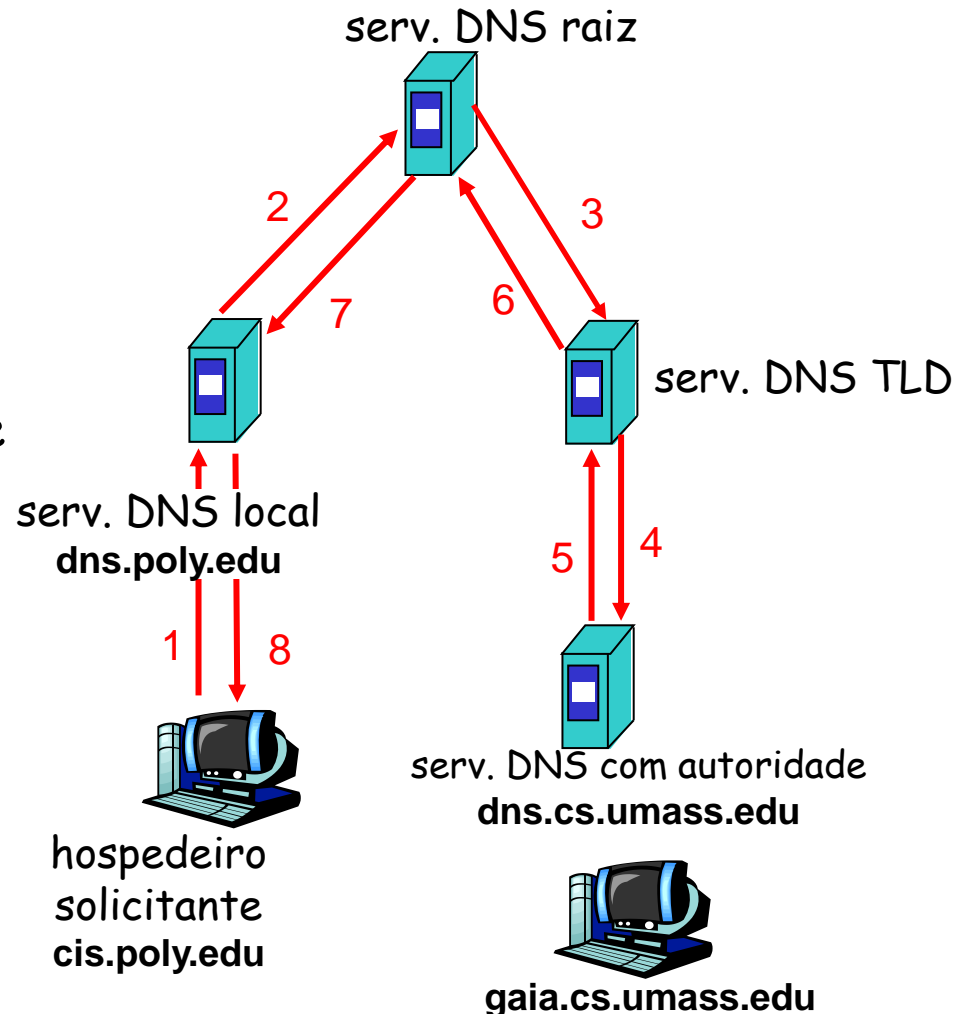 serv. DNS raiz
2
3
7
6
serv. DNS TLD
e
serv. DNS local
dns.poly.edu
5
4
1
8
serv. DNS com autoridade
dns.cs.umass.edu
hospedeiro
solicitante
cis.poly.edu
gaia.cs.umass.edu